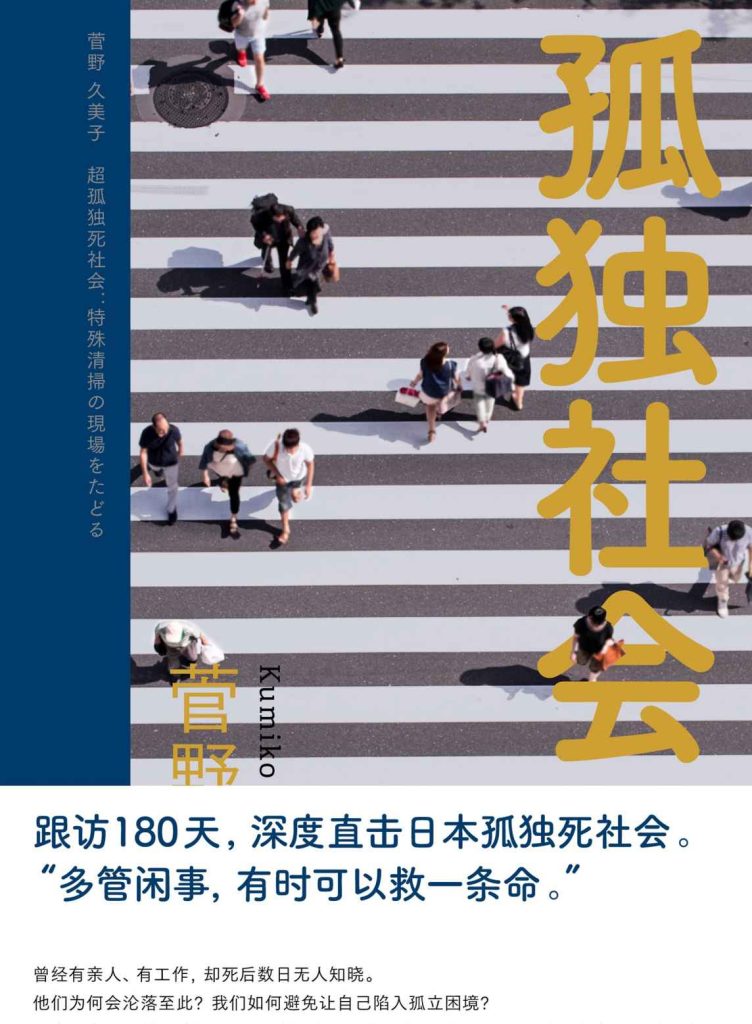 孤独社会
菅野 久美子 超孤独死社会：特殊清掃の現場をたどる
菅野
Kumiko
跟访180天，深度直击日本孤独死社会。
“多管闲事，有时可以救一条命。”
曾经有亲人、有工作，却死后数日无人知晓。
他们为何会沦落至此？我们如何避免让自己陷入孤立困境？